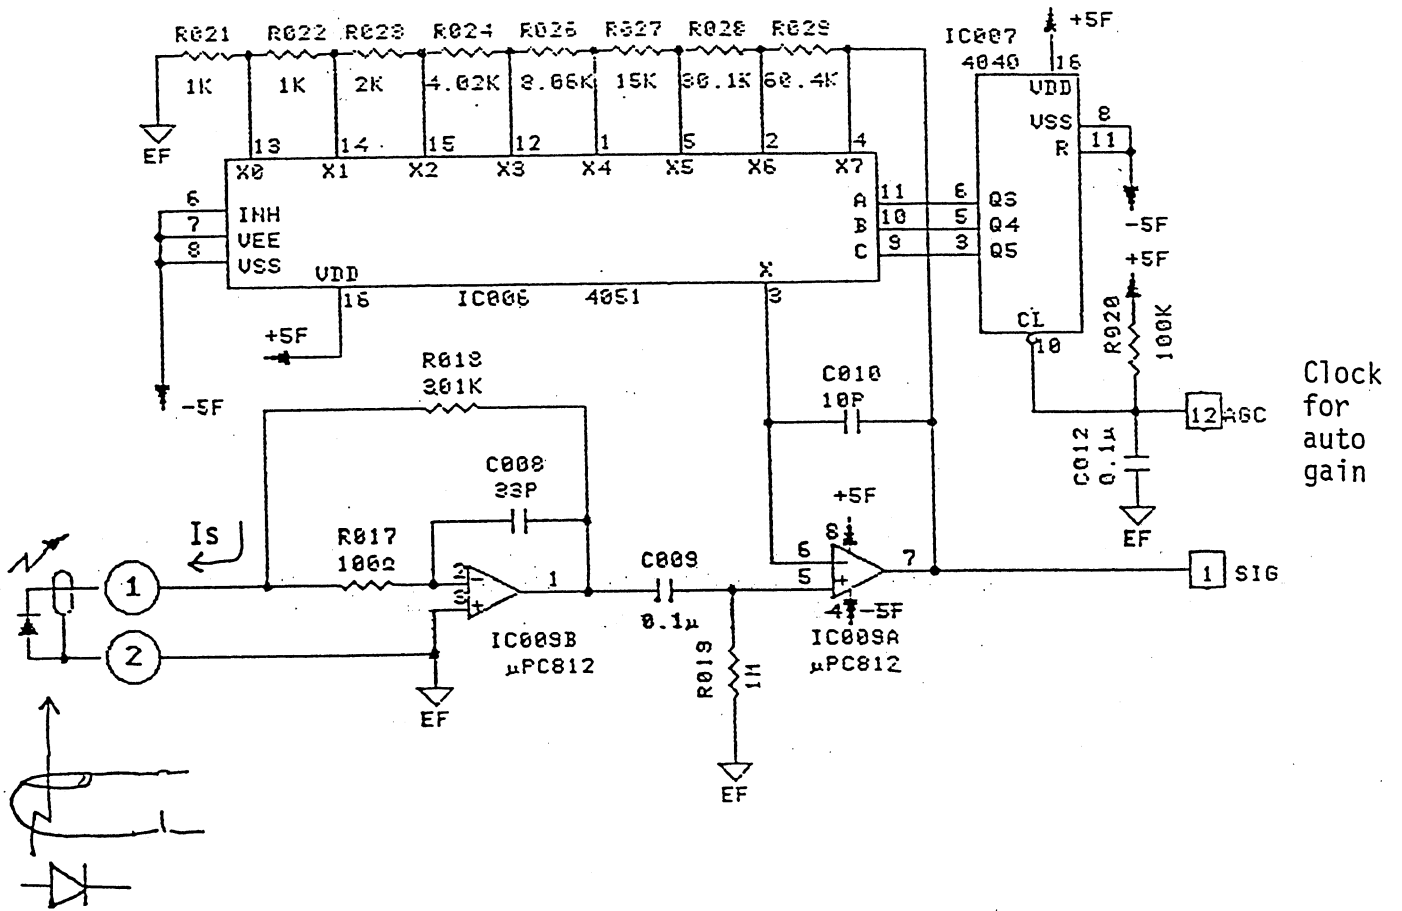 R021 R022 R023 R024 R026 R027 R028 R029
1K 1K 2K 4.02K 8.06K 15K 30.1K 60.4K
EF
13 14 15 12 1 5 2 4
X0 X1 X2 X3 X4 X5 X6 X7
6 INH
7 VEE
8 VSS
VDD
16
IC006 4051
X
3
A 11
B 10
C 9
+5F
-5F
IC007
4040
+5F
16
VDD
VSS 8
R 11
6 Q3
5 Q4
3 Q5
-5F
+5F
CL
10
R020
100K
12 AGC
C012
0.1µ
EF
Clock
for
auto
gain
R018
301K
C008
33P
C010
10P
Is
R017
100Ω
1
2
2
3
-
+
1
IC009B
µPC812
EF
C009
0.1µ
R019
1M
EF
+5F
8
6
5
-
+
7
4
-5F
IC009A
µPC812
1 SIG